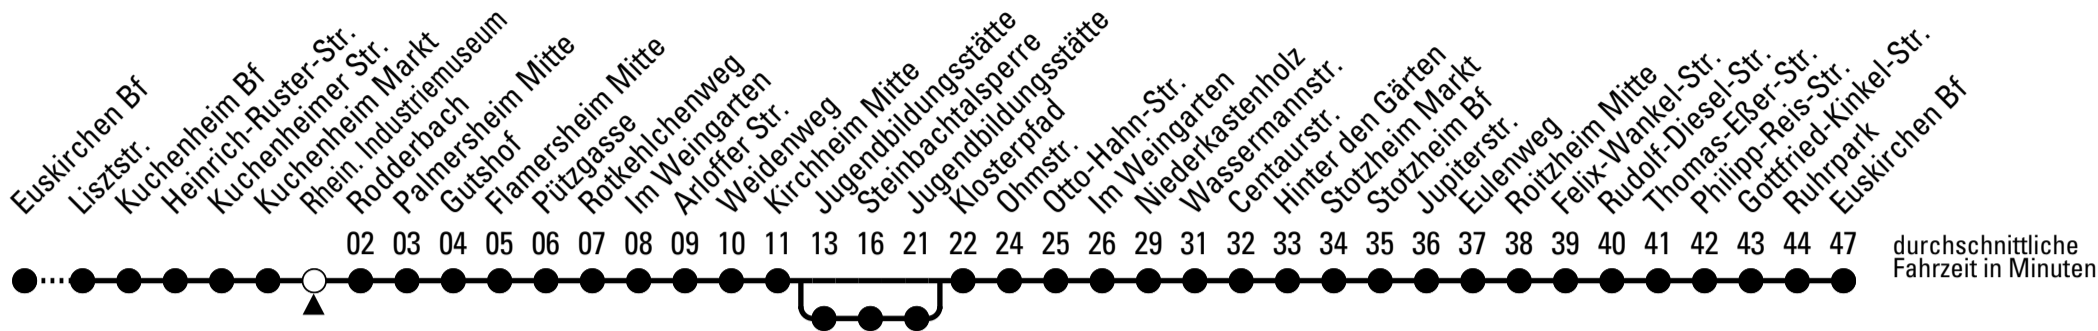 Euskirchen Bf
Lisztstr.
Kuchenheim Bf
Heinrich-Ruster-Str.
Kuchenheimer Str.
Kuchenheim Markt
Rhein. Industriemuseum
Rodderbach
Palmersheim Mitte
Gutshof
Flamersheim Mitte
Pützgasse
Rotkehlchenweg
Im Weingarten
Arloffer Str.
Weidenweg
Kirchheim Mitte
Jugendbildungsstätte
Steinbachtalsperre
Jugendbildungsstätte
Klosterpfad
Ohmstr.
Otto-Hahn-Str.
Im Weingarten
Niederkastenholz
Wassermannstr.
Centaurstr.
Hinter den Gärten
Stotzheim Markt
Stotzheim Bf
Jupiterstr.
Eulenweg
Roitzheim Mitte
Felix-Wankel-Str.
Rudolf-Diesel-Str.
Thomas-Eßer-Str.
Philipp-Reis-Str.
Gottfried-Kinkel-Str.
Ruhrpark
Euskirchen Bf
02 03 04 05 06 07 08 09 10 11 13 16 21 22 24 25 26 29 31 32 33 34 35 36 37 38 39 40 41 42 43 44 47
durchschnittliche
Fahrzeit in Minuten